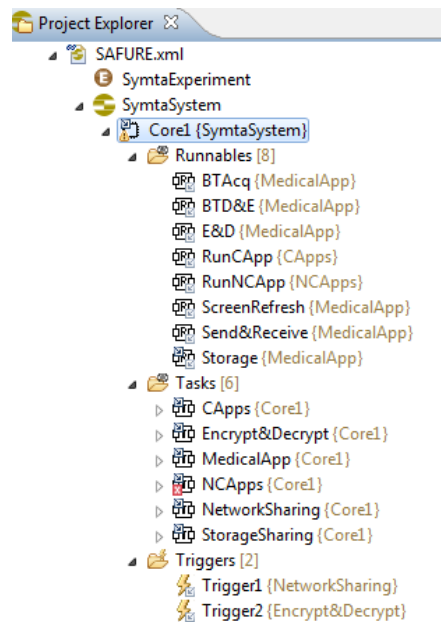 Project Explorer
SAFURE.xml
E SymtaExperiment
SymtaSystem
Core1 {SymtaSystem}
Runnables [8]
BTAcq {MedicalApp}
BTD&E {MedicalApp}
E&D {MedicalApp}
RunCApp {CApps}
RunNCApp {NCApps}
ScreenRefresh {MedicalApp}
Send&Receive {MedicalApp}
Storage {MedicalApp}
Tasks [6]
CApps {Core1}
Encrypt&Decrypt {Core1}
MedicalApp {Core1}
NCApps {Core1}
NetworkSharing {Core1}
StorageSharing {Core1}
Triggers [2]
Trigger1 {NetworkSharing}
Trigger2 {Encrypt&Decrypt}